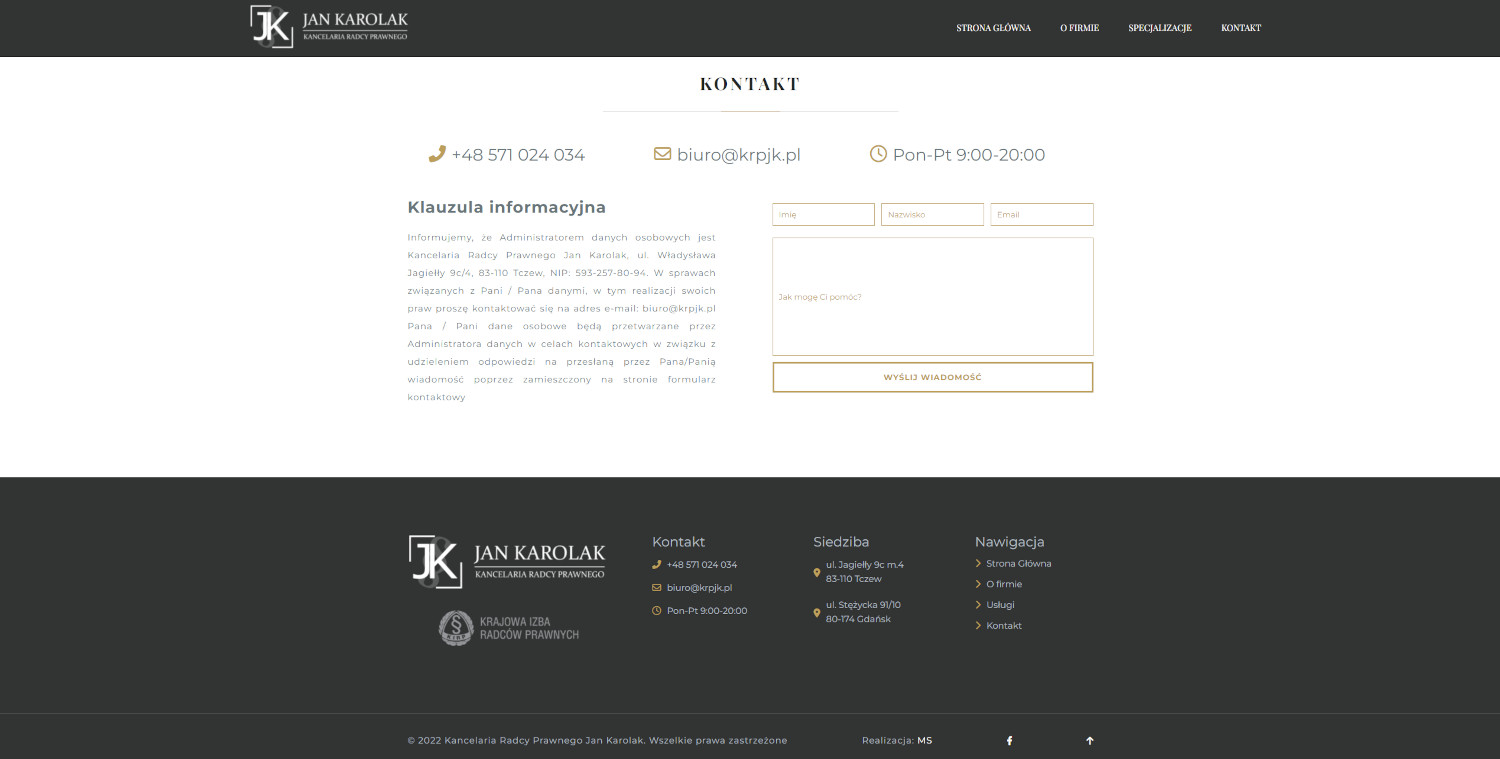 JK JAN KAROLAK
KANCELARIA RADCY PRAWNEGO
STRONA GŁÓWNA O FIRMIE SPECJALIZACJE KONTAKT
KONTAKT
+48 571 024 034 biuro@krpjk.pl Pon-Pt 9:00-20:00
Klauzula informacyjna
Informujemy, że Administratorem danych osobowych jest
Kancelaria Radcy Prawnego Jan Karolak, ul. Władysława
Jagiełły 9c/4, 83-110 Tczew, NIP: 593-257-80-94. W sprawach
związanych z Pani / Pana danymi, w tym realizacji swoich
praw proszę kontaktować się na adres e-mail: biuro@krpjk.pl
Pana / Pani dane osobowe będą przetwarzane przez
Administratora danych w celach kontaktowych w związku z
udzieleniem odpowiedzi na przesłaną przez Pana/Panią
wiadomość poprzez zamieszczony na stronie formularz
kontaktowy
Imię Nazwisko Email
Jak mogę Ci pomóc?
WYŚLIJ WIADOMOŚĆ
JK JAN KAROLAK
KANCELARIA RADCY PRAWNEGO
§
KIRP
KRAJOWA IZBA
RADCÓW PRAWNYCH
Kontakt
+48 571 024 034
biuro@krpjk.pl
Pon-Pt 9:00-20:00
Siedziba
ul. Jagiełły 9c m.4
83-110 Tczew
ul. Stężycka 91/10
80-174 Gdańsk
Nawigacja
Strona Główna
O firmie
Usługi
Kontakt
© 2022 Kancelaria Radcy Prawnego Jan Karolak. Wszelkie prawa zastrzeżone Realizacja: MS